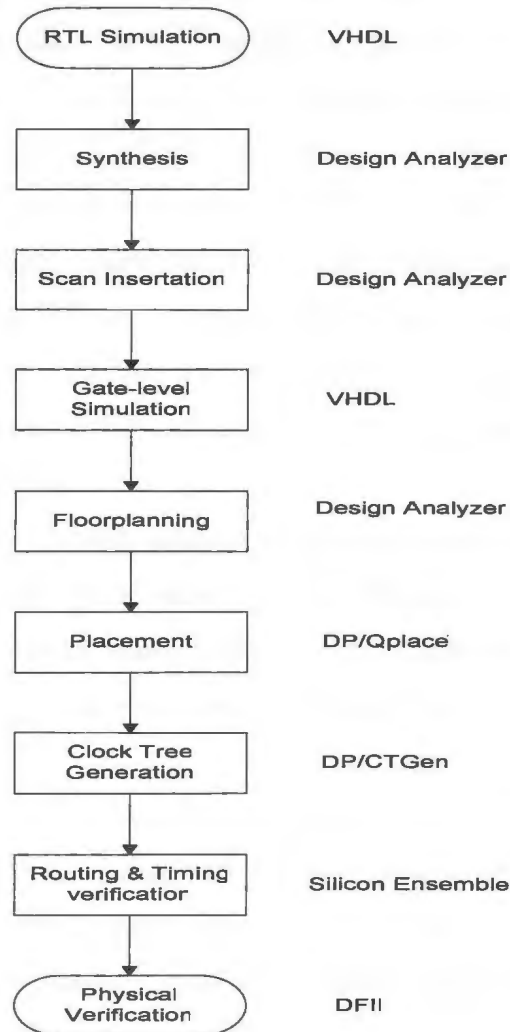 RTL Simulation VHDL
Synthesis Design Analyzer
Scan Insertation Design Analyzer
Gate-level
Simulation
VHDL
Floorplanning Design Analyzer
Placement DP/Qplace
Clock Tree
Generation
DP/CTGen
Routing & Timing
verification
Silicon Ensemble
Physical
Verification
DFII